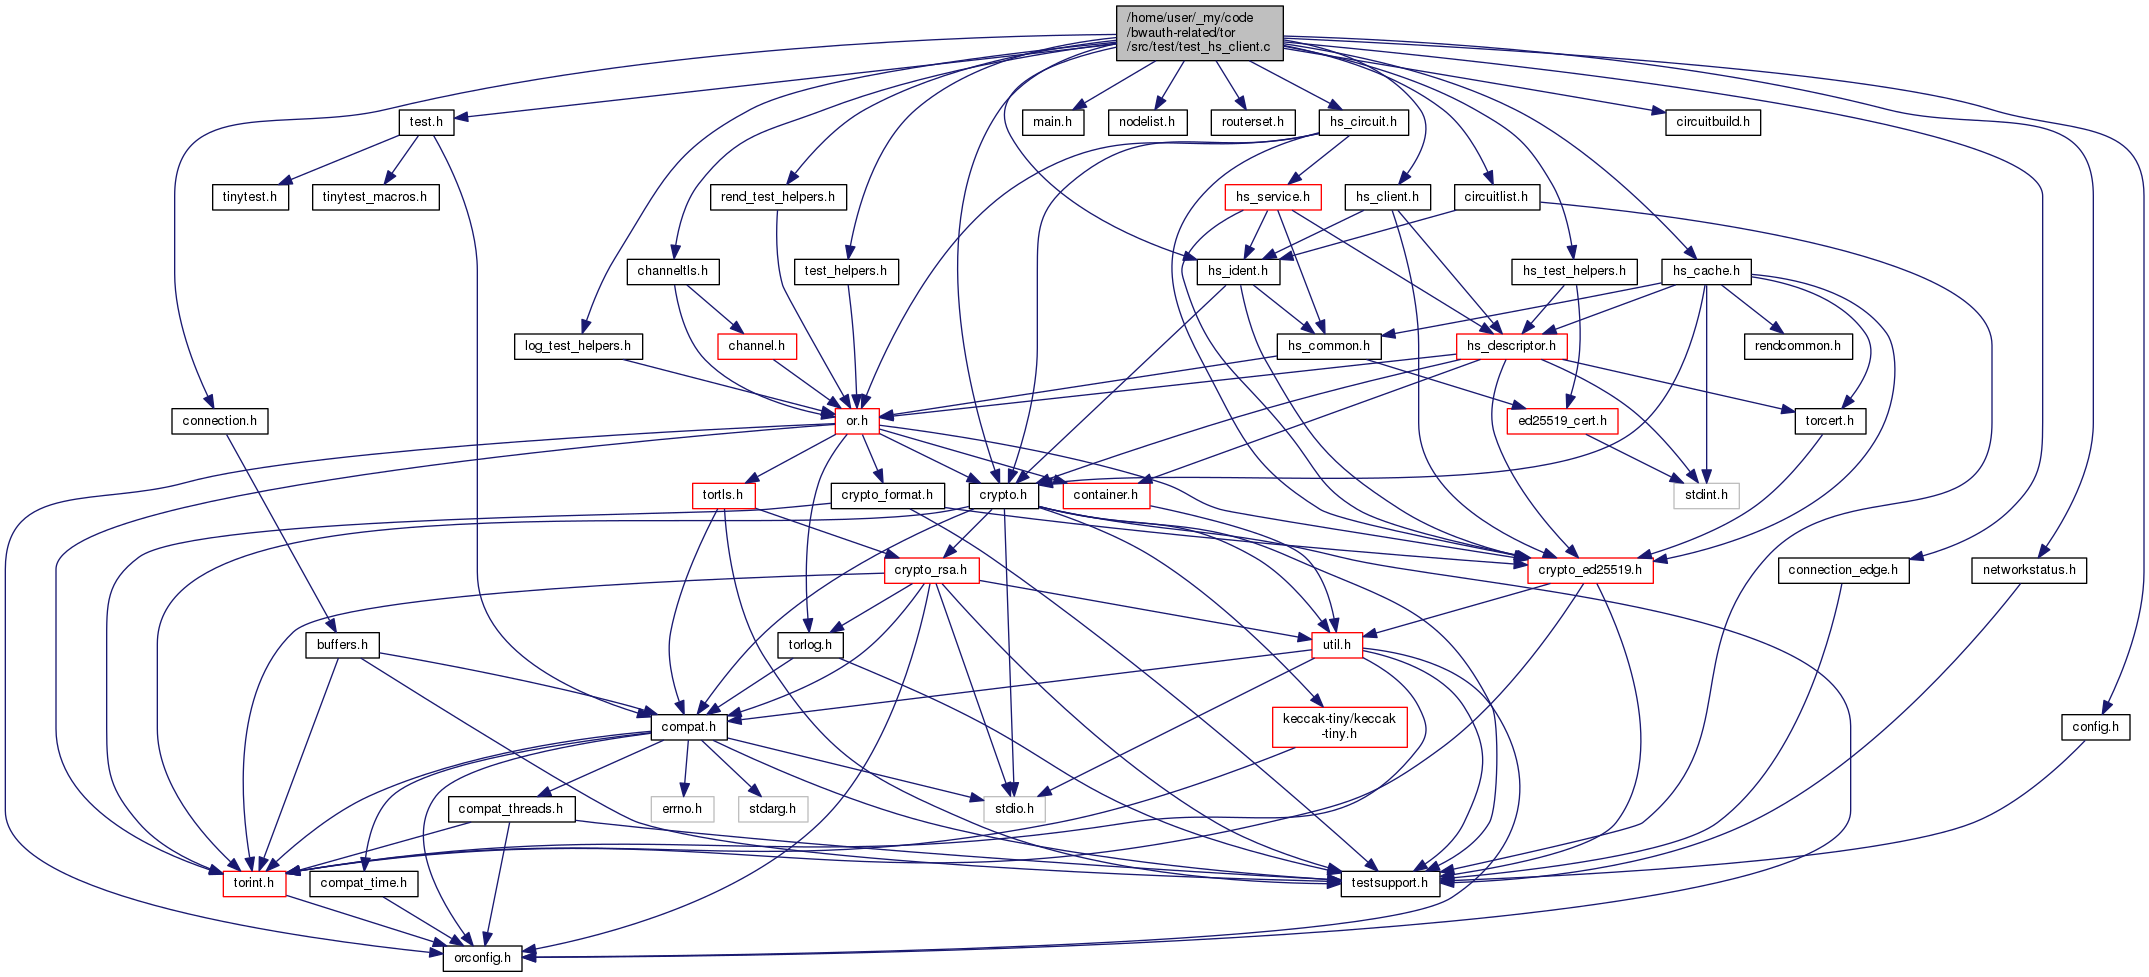 /home/user/_my/code
/bwauth-related/tor
/src/test/test_hs_client.c
test.h
main.h
nodelist.h
routerset.h
hs_circuit.h
circuitbuild.h
tinytest.h
tinytest_macros.h
rend_test_helpers.h
hs_service.h
hs_client.h
circuitlist.h
channeltls.h
test_helpers.h
hs_ident.h
hs_test_helpers.h
hs_cache.h
log_test_helpers.h
channel.h
hs_common.h
hs_descriptor.h
rendcommon.h
connection.h
or.h
ed25519_cert.h
torcert.h
tortls.h
crypto_format.h
crypto.h
container.h
stdint.h
crypto_rsa.h
crypto_ed25519.h
connection_edge.h
networkstatus.h
buffers.h
torlog.h
util.h
compat.h
keccak-tiny/keccak
-tiny.h
config.h
compat_threads.h
errno.h
stdarg.h
stdio.h
torint.h
compat_time.h
testsupport.h
orconfig.h